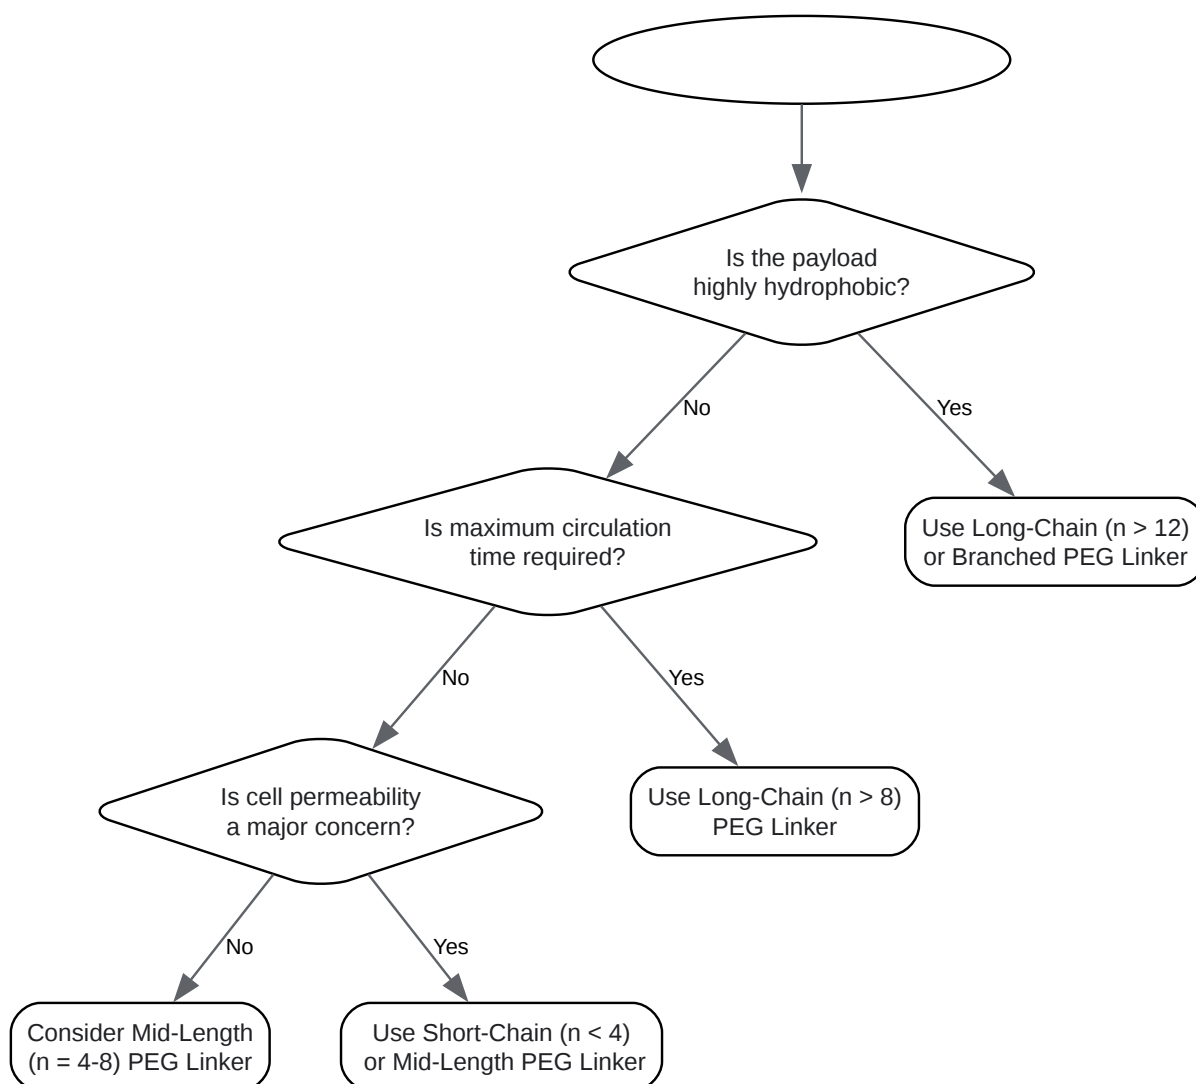 Is the payload
highly hydrophobic?
No
Yes
Is maximum circulation
time required?
Use Long-Chain (n > 12)
or Branched PEG Linker
No
Yes
Is cell permeability
a major concern?
Use Long-Chain (n > 8)
PEG Linker
No
Yes
Consider Mid-Length
(n = 4-8) PEG Linker
Use Short-Chain (n < 4)
or Mid-Length PEG Linker